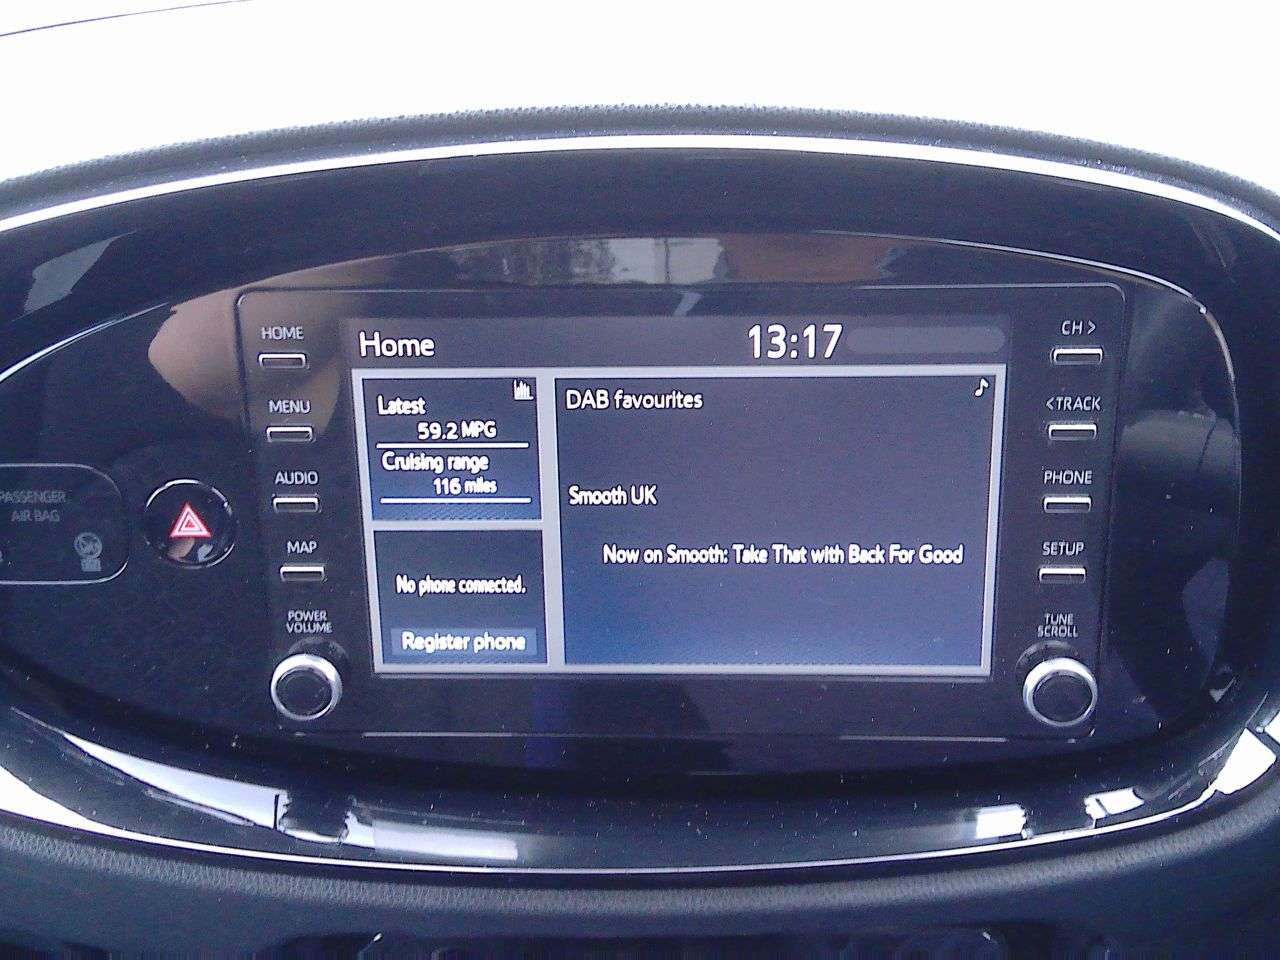 Home
13:17
HOME
MENU
AUDIO
MAP
POWER
VOLUME
PASSENGER
AIR BAG
Latest
59.2 MPG
Cruising range
116 miles
No phone connected.
Register phone
DAB favourites
Smooth UK
Now on Smooth: Take That with Back For Good
CH >
<TRACK
PHONE
SETUP
TUNE
SCROLL